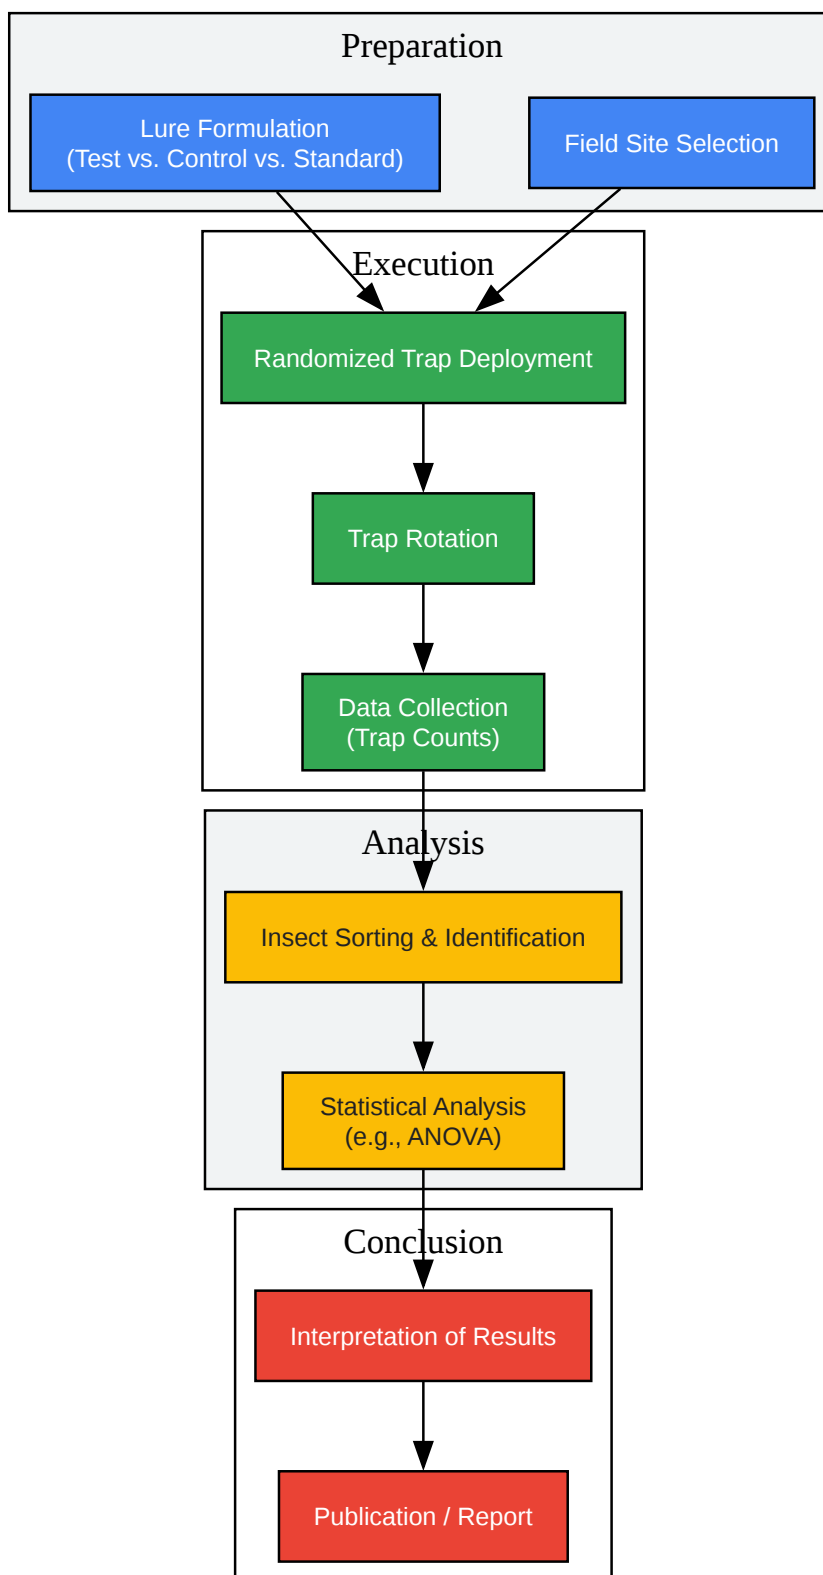 Preparation
Lure Formulation
(Test vs. Control vs. Standard)
Field Site Selection
Execution
Randomized Trap Deployment
Trap Rotation
Data Collection
(Trap Counts)
Analysis
Insect Sorting & Identification
Statistical Analysis
(e.g., ANOVA)
Conclusion
Interpretation of Results
Publication / Report